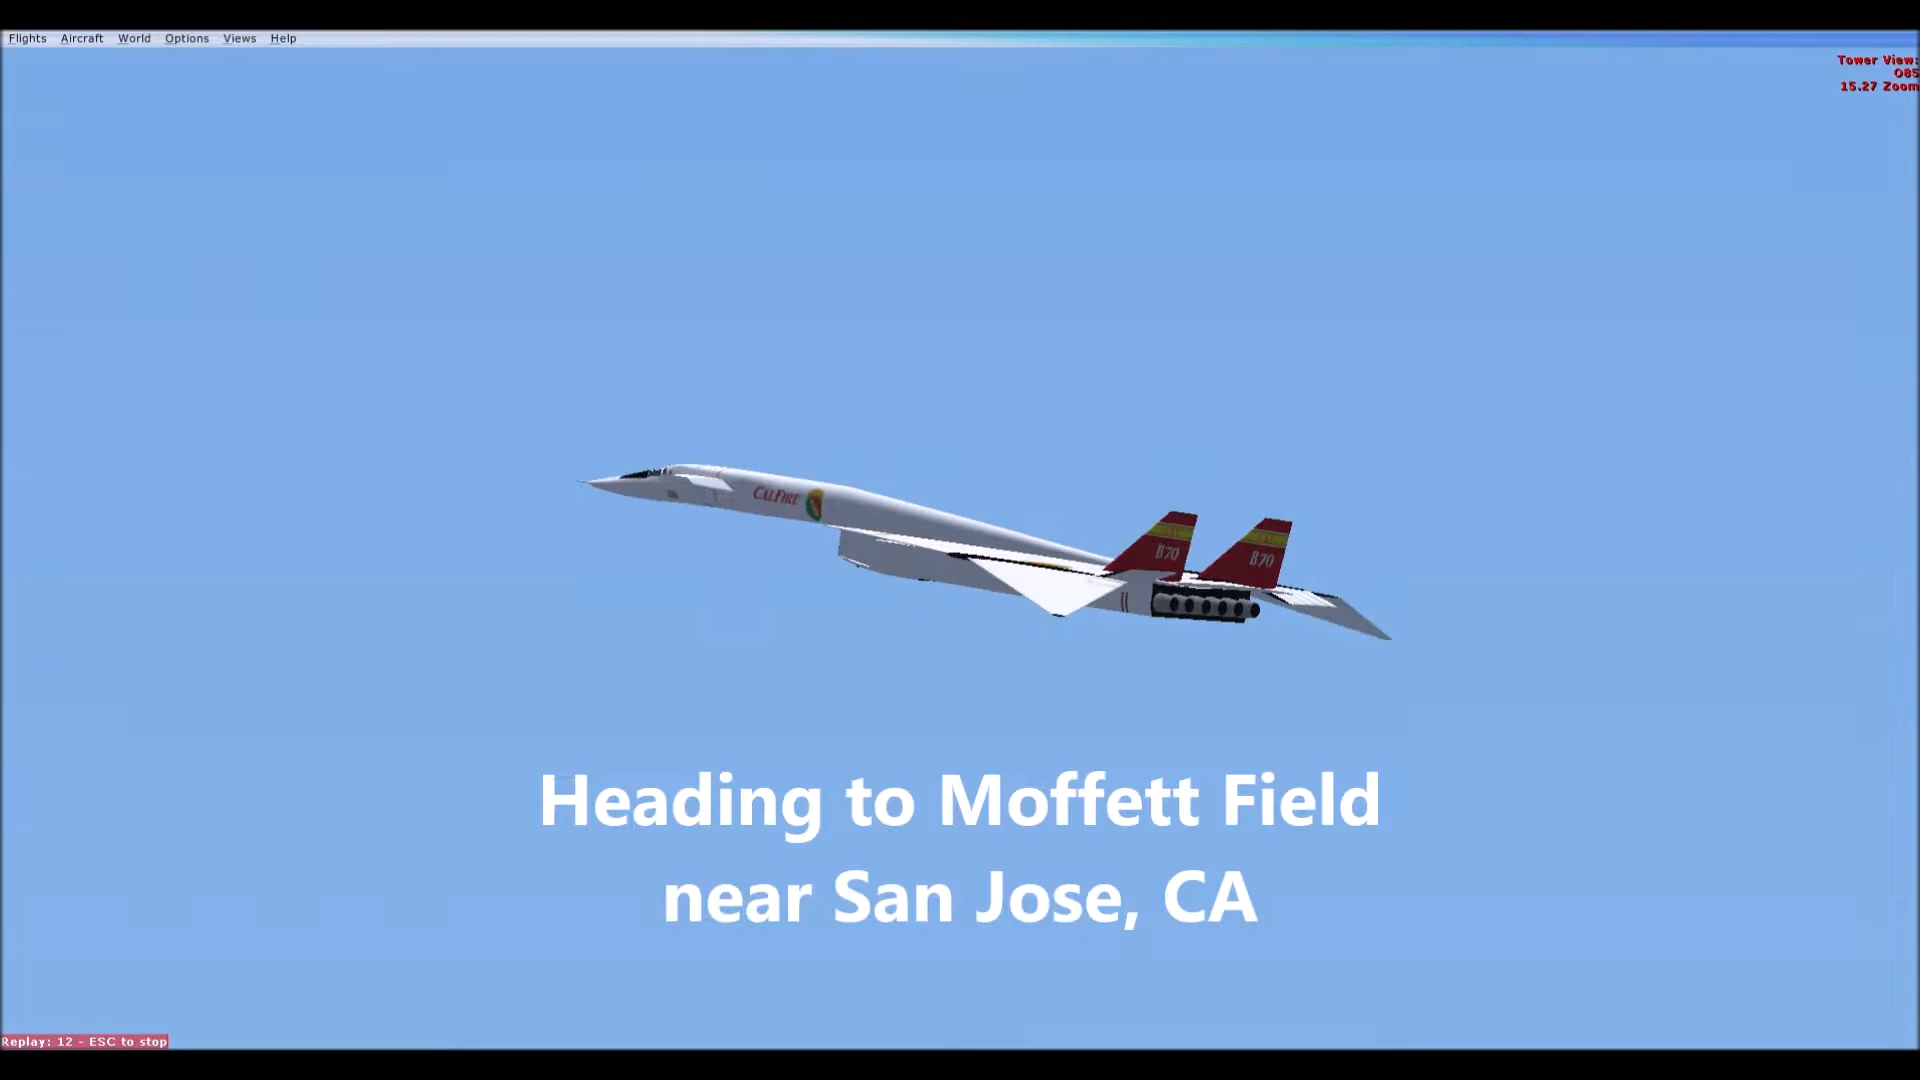 Flights Aircraft World Options Views Help
Tower View:
O85
15.27 Zoom
CALFIRE
B70
B70
Heading to Moffett Field
near San Jose, CA
Replay: 12 - ESC to stop